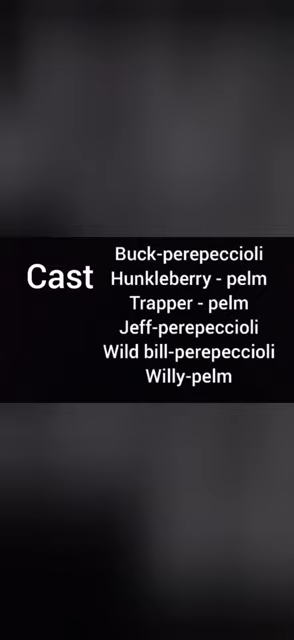 Cast
Buck-perepeccioli
Hunkleberry - pelm
Trapper - pelm
Jeff-perepeccioli
Wild bill-perepeccioli
Willy-pelm